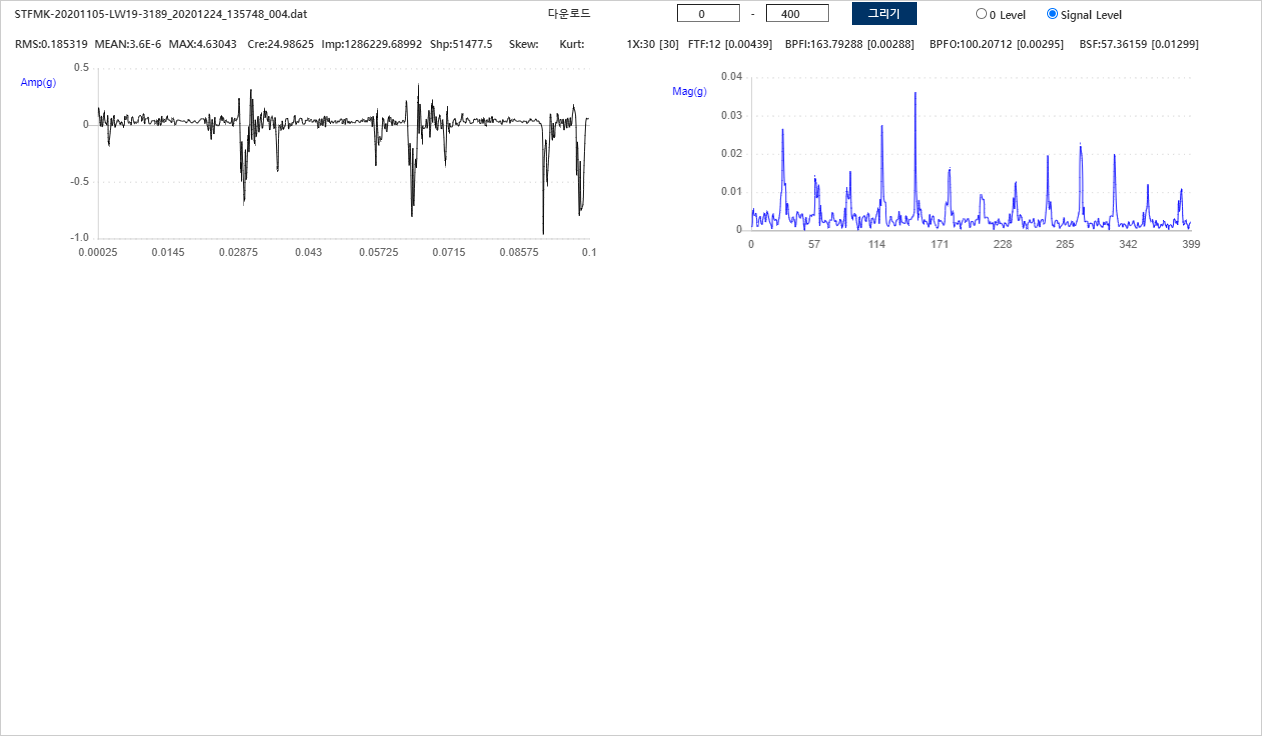 STFMK-20201105-LW19-3189_20201224_135748_004.dat 다운로드 0 - 400 그리기 0 Level Signal Level
RMS:0.185319 MEAN:3.6E-6 MAX:4.63043 Cre:24.98625 Imp:1286229.68992 Shp:51477.5 Skew: Kurt: 1X:30 [30] FTF:12 [0.00439] BPFI:163.79288 [0.00288] BPFO:100.20712 [0.00295] BSF:57.36159 [0.01299]
Amp(g)
0.5
0
-0.5
-1.0
0.00025 0.0145 0.02875 0.043 0.05725 0.0715 0.08575 0.1
Mag(g)
0.04
0.03
0.02
0.01
0
0 57 114 171 228 285 342 399